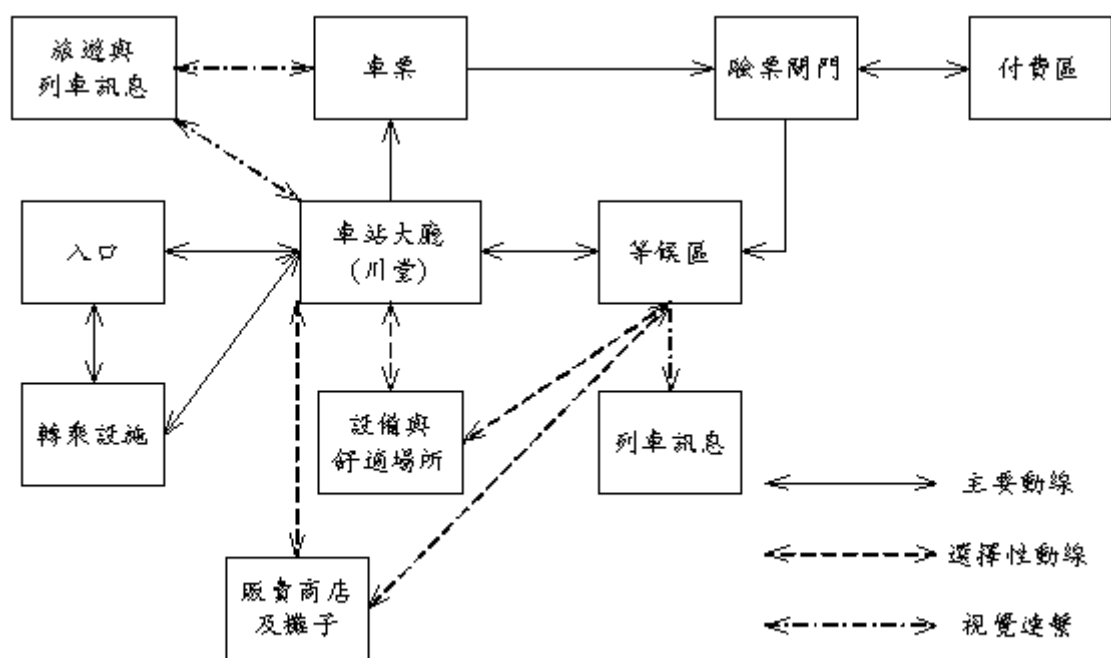 旅遊與
列車訊息
車票
驗票閘門
付費區
入口
車站大廳
(川堂)
等候區
轉乘設施
設備與
舒適場所
列車訊息
販賣商店
及攤子
主要動線
選擇性動線
視覺連繫